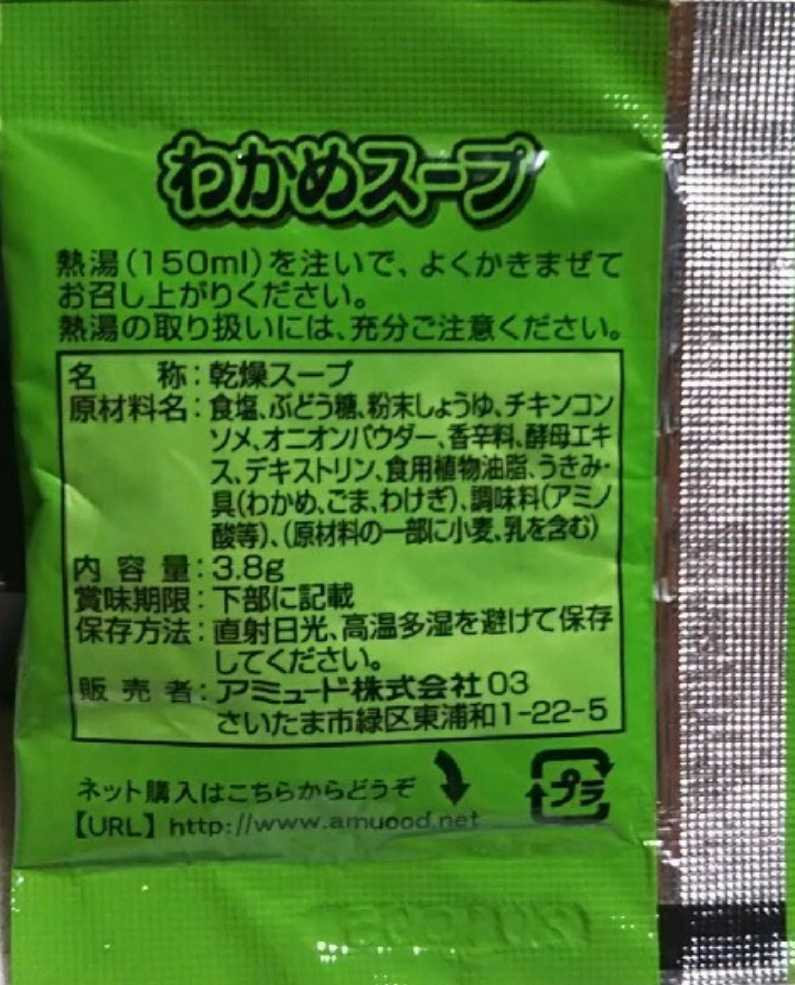 わかめスープ
熱湯(150ml)を注いで、よくかきまぜて
お召し上がりください。
熱湯の取り扱いには、充分ご注意ください。
名称:乾燥スープ
原材料名:食塩、ぶどう糖、粉末しょうゆ、チキンコン
ソメ、オニオンパウダー、香辛料、酵母エキ
ス、デキストリン、食用植物油脂、うきみ・
具(わかめ、ごま、わけぎ)、調味料(アミノ
酸等)、(原材料の一部に小麦、乳を含む)
内容量:3.8g
賞味期限:下部に記載
保存方法:直射日光、高温多湿を避けて保存
してください。
販売者:アミュード株式会社 03
さいたま市緑区東浦和1-22-5
ネット購入はこちらからどうぞ
プラ
【URL】 http://www.amuood.net